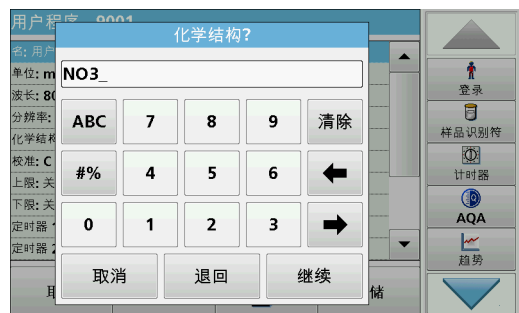 用户程序 9001
化学结构?
名: 用户
NO3_
单位: m
波长: 80
分辨率:
化学结构
校准: C
上限: 关
下限: 关
定时器
定时器
ABC 7 8 9 清除
#% 4 5 6
0 1 2 3
取消 退回 继续
储
登录
样品识别符
计时器
AQA
趋势